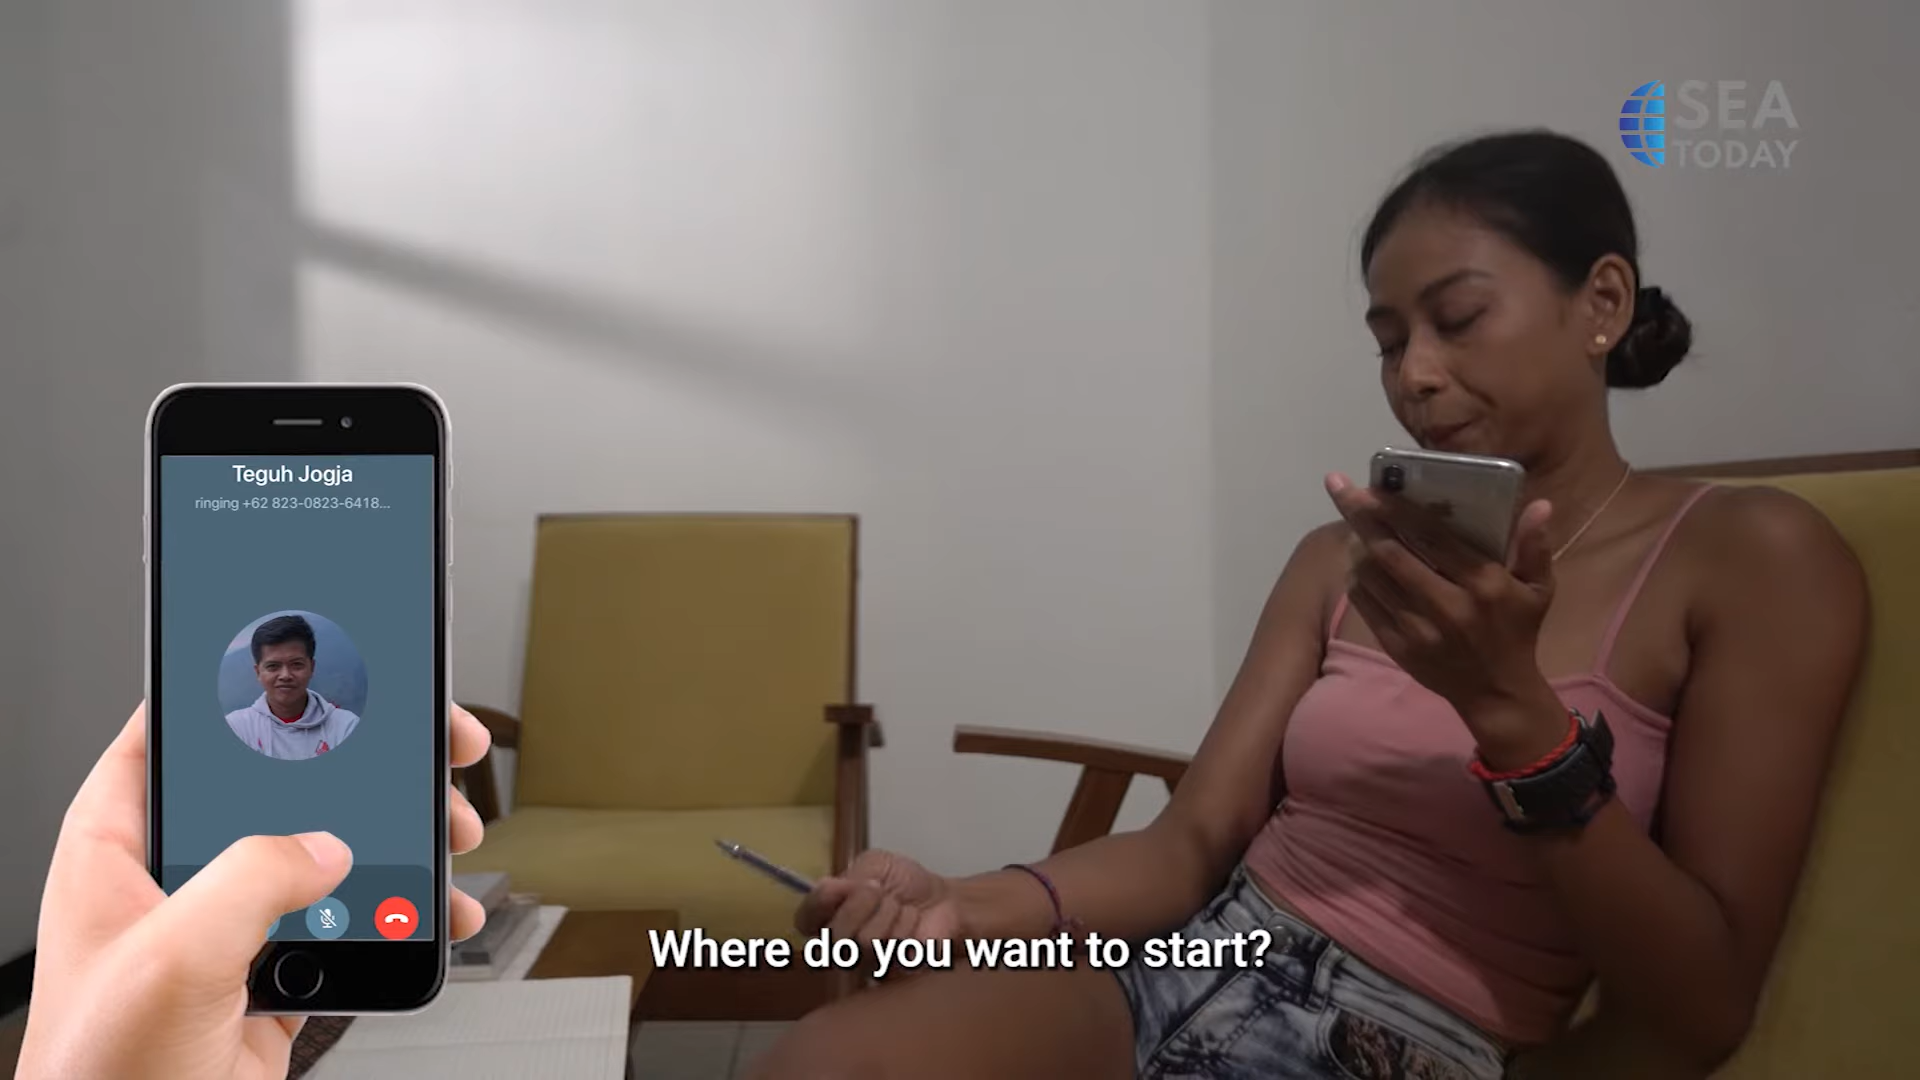 SEA
TODAY
Teguh Jogja
ringing +62 823-0823-6418...
Where do you want to start?